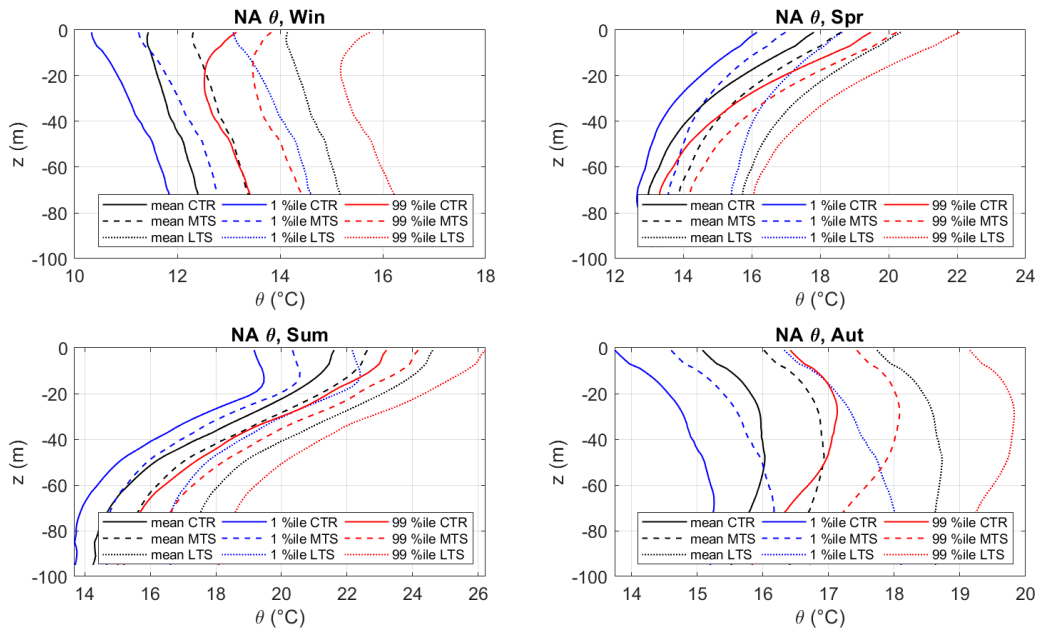 NA θ, Win
0
-20
-40
-60
-80
-100
z (m)
mean CTR 1 %ile CTR 99 %ile CTR
mean MTS 1 %ile MTS 99 %ile MTS
mean LTS 1 %ile LTS 99 %ile LTS
10 12 14 16 18
θ (°C)
NA θ, Spr
0
-20
-40
-60
-80
-100
z (m)
mean CTR 1 %ile CTR 99 %ile CTR
mean MTS 1 %ile MTS 99 %ile MTS
mean LTS 1 %ile LTS 99 %ile LTS
12 14 16 18 20 22 24
θ (°C)
NA θ, Sum
0
-20
-40
-60
-80
-100
z (m)
mean CTR 1 %ile CTR 99 %ile CTR
mean MTS 1 %ile MTS 99 %ile MTS
mean LTS 1 %ile LTS 99 %ile LTS
14 16 18 20 22 24 26
θ (°C)
NA θ, Aut
0
-20
-40
-60
-80
-100
z (m)
mean CTR 1 %ile CTR 99 %ile CTR
mean MTS 1 %ile MTS 99 %ile MTS
mean LTS 1 %ile LTS 99 %ile LTS
14 15 16 17 18 19 20
θ (°C)